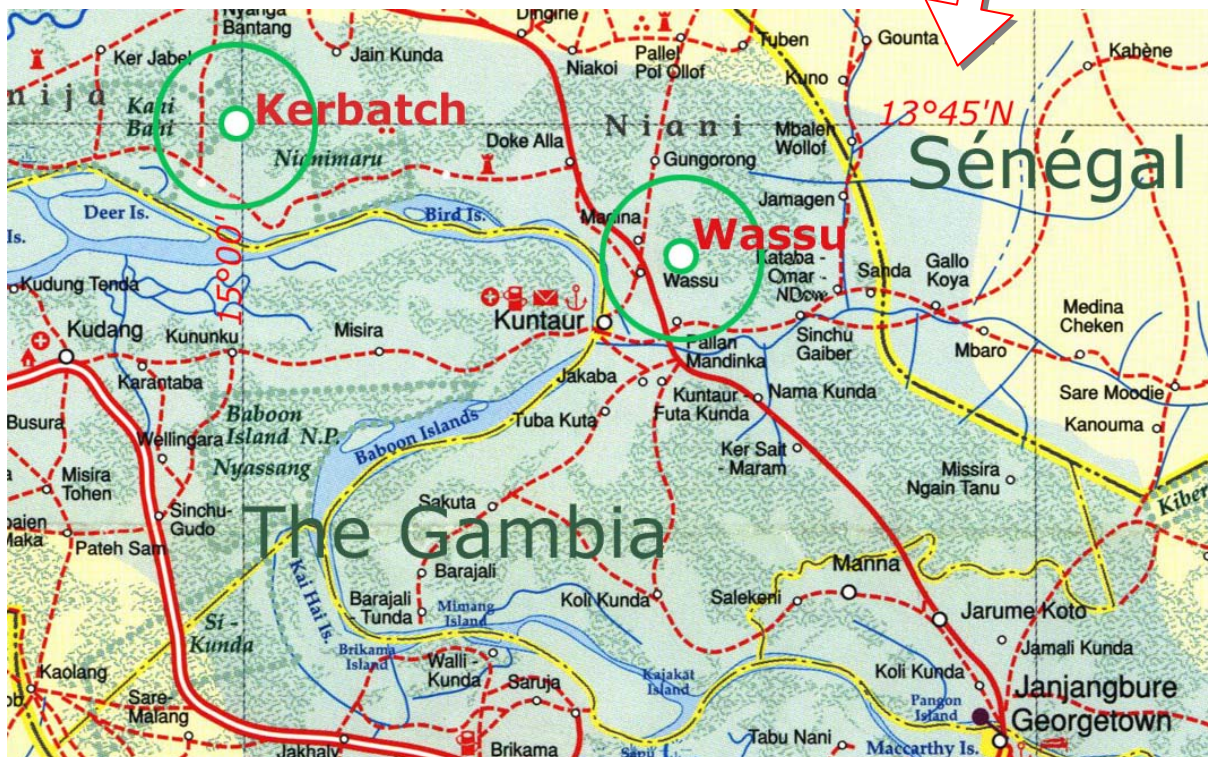 Nyanga
Bantang
Dingirie
Jain Kunda
Ker Jabel
Niakoi
Pallel
Pol Ollof
Tuben
Gounta
Kuno
Kabène
n i j a
Bani
Kerbatch
Nianimaru
Doke Alla
N i a n i
Gungorong
Mbalen
Wollof
13°45'N
Sénégal
Jamagen
Deer Is.
Is.
15°00'
Bird Is.
Madina
Wassu
Wassu
Kataba -
Omar -
NDow
Sahda
Gallo
Koya
Kudung Tenda
Kudang
Kununku
Misira
Kuntaur
Pallan
Mandinka
Sinchu
Gaiber
Mbaro
Medina
Cheken
Karantaba
Jakaba
Kuntaur -
Futa Kunda
Nama Kunda
Sare Moodie
Kanouma
Busura
Wellingara
Baboon
Island N.P.
Nyassang
Baboon Islands
Tuba Kuta
Ker Sait
- Maram
Missira
Ngain Tanu
Misira
Tohen
Sinchu-
Gudo
Sakuta
The Gambia
Pateh Sam
Kai Hai Is.
Barajali
Barajali
- Tunda
Mimang
Island
Koli Kunda
Salekeni
Manna
Jarume Koto
Jamali Kunda
Si -
Kunda
Brikama
Island
Walli -
Kunda
Kajakat
Island
Koli Kunda
Kaolang
Sare-
Malang
Saruja
Pangon
Island
Janjangbure
Georgetown
Jakhaly
Brikama
Tabu Nani
Maccarthy Is.